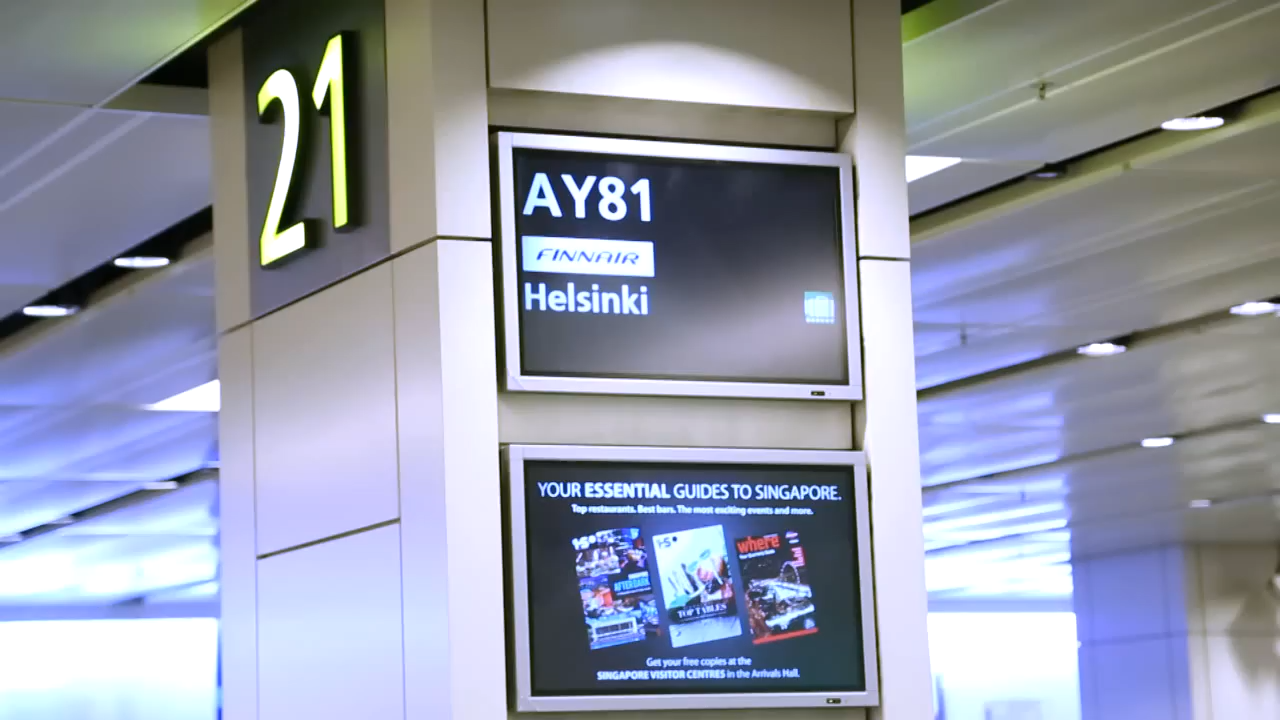 21
AY81
FINNAIR
Helsinki
YOUR ESSENTIAL GUIDES TO SINGAPORE.
Top restaurants. Best bars. The most exciting events and more.
I-S
AFTER DARK
I-S
TOP TABLES
where
Get your free copies at the
SINGAPORE VISITOR CENTRES in the Arrivals Hall.